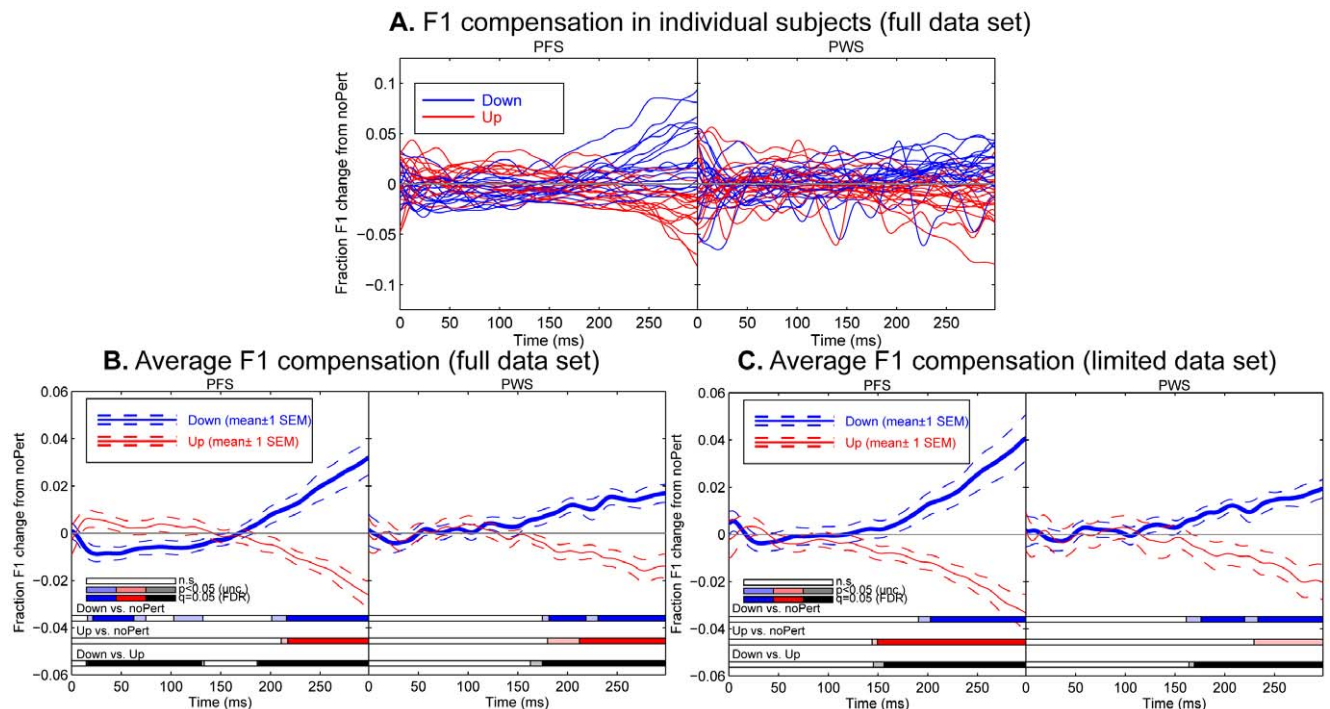 A. F1 compensation in individual subjects (full data set)
PFS PWS
Fraction F1 change from noPert
0.1
0.05
0
−0.05
−0.1
Down
Up
0 50 100 150 200 250 0 50 100 150 200 250
Time (ms) Time (ms)
B. Average F1 compensation (full data set)
PFS PWS
Fraction F1 change from noPert
0.06
0.04
0.02
0
−0.02
−0.04
−0.06
Down (mean±1 SEM)
Up (mean± 1 SEM)
n.s.
p<0.05 (unc.)
q=0.05 (FDR)
Down vs. noPert
Up vs. noPert
Down vs. Up
0 50 100 150 200 250 0 50 100 150 200 250
Time (ms) Time (ms)
C. Average F1 compensation (limited data set)
PFS PWS
Fraction F1 change from noPert
0.06
0.04
0.02
0
−0.02
−0.04
−0.06
Down (mean±1 SEM)
Up (mean± 1 SEM)
n.s.
p<0.05 (unc.)
q=0.05 (FDR)
Down vs. noPert
Up vs. noPert
Down vs. Up
0 50 100 150 200 250 0 50 100 150 200 250
Time (ms) Time (ms)